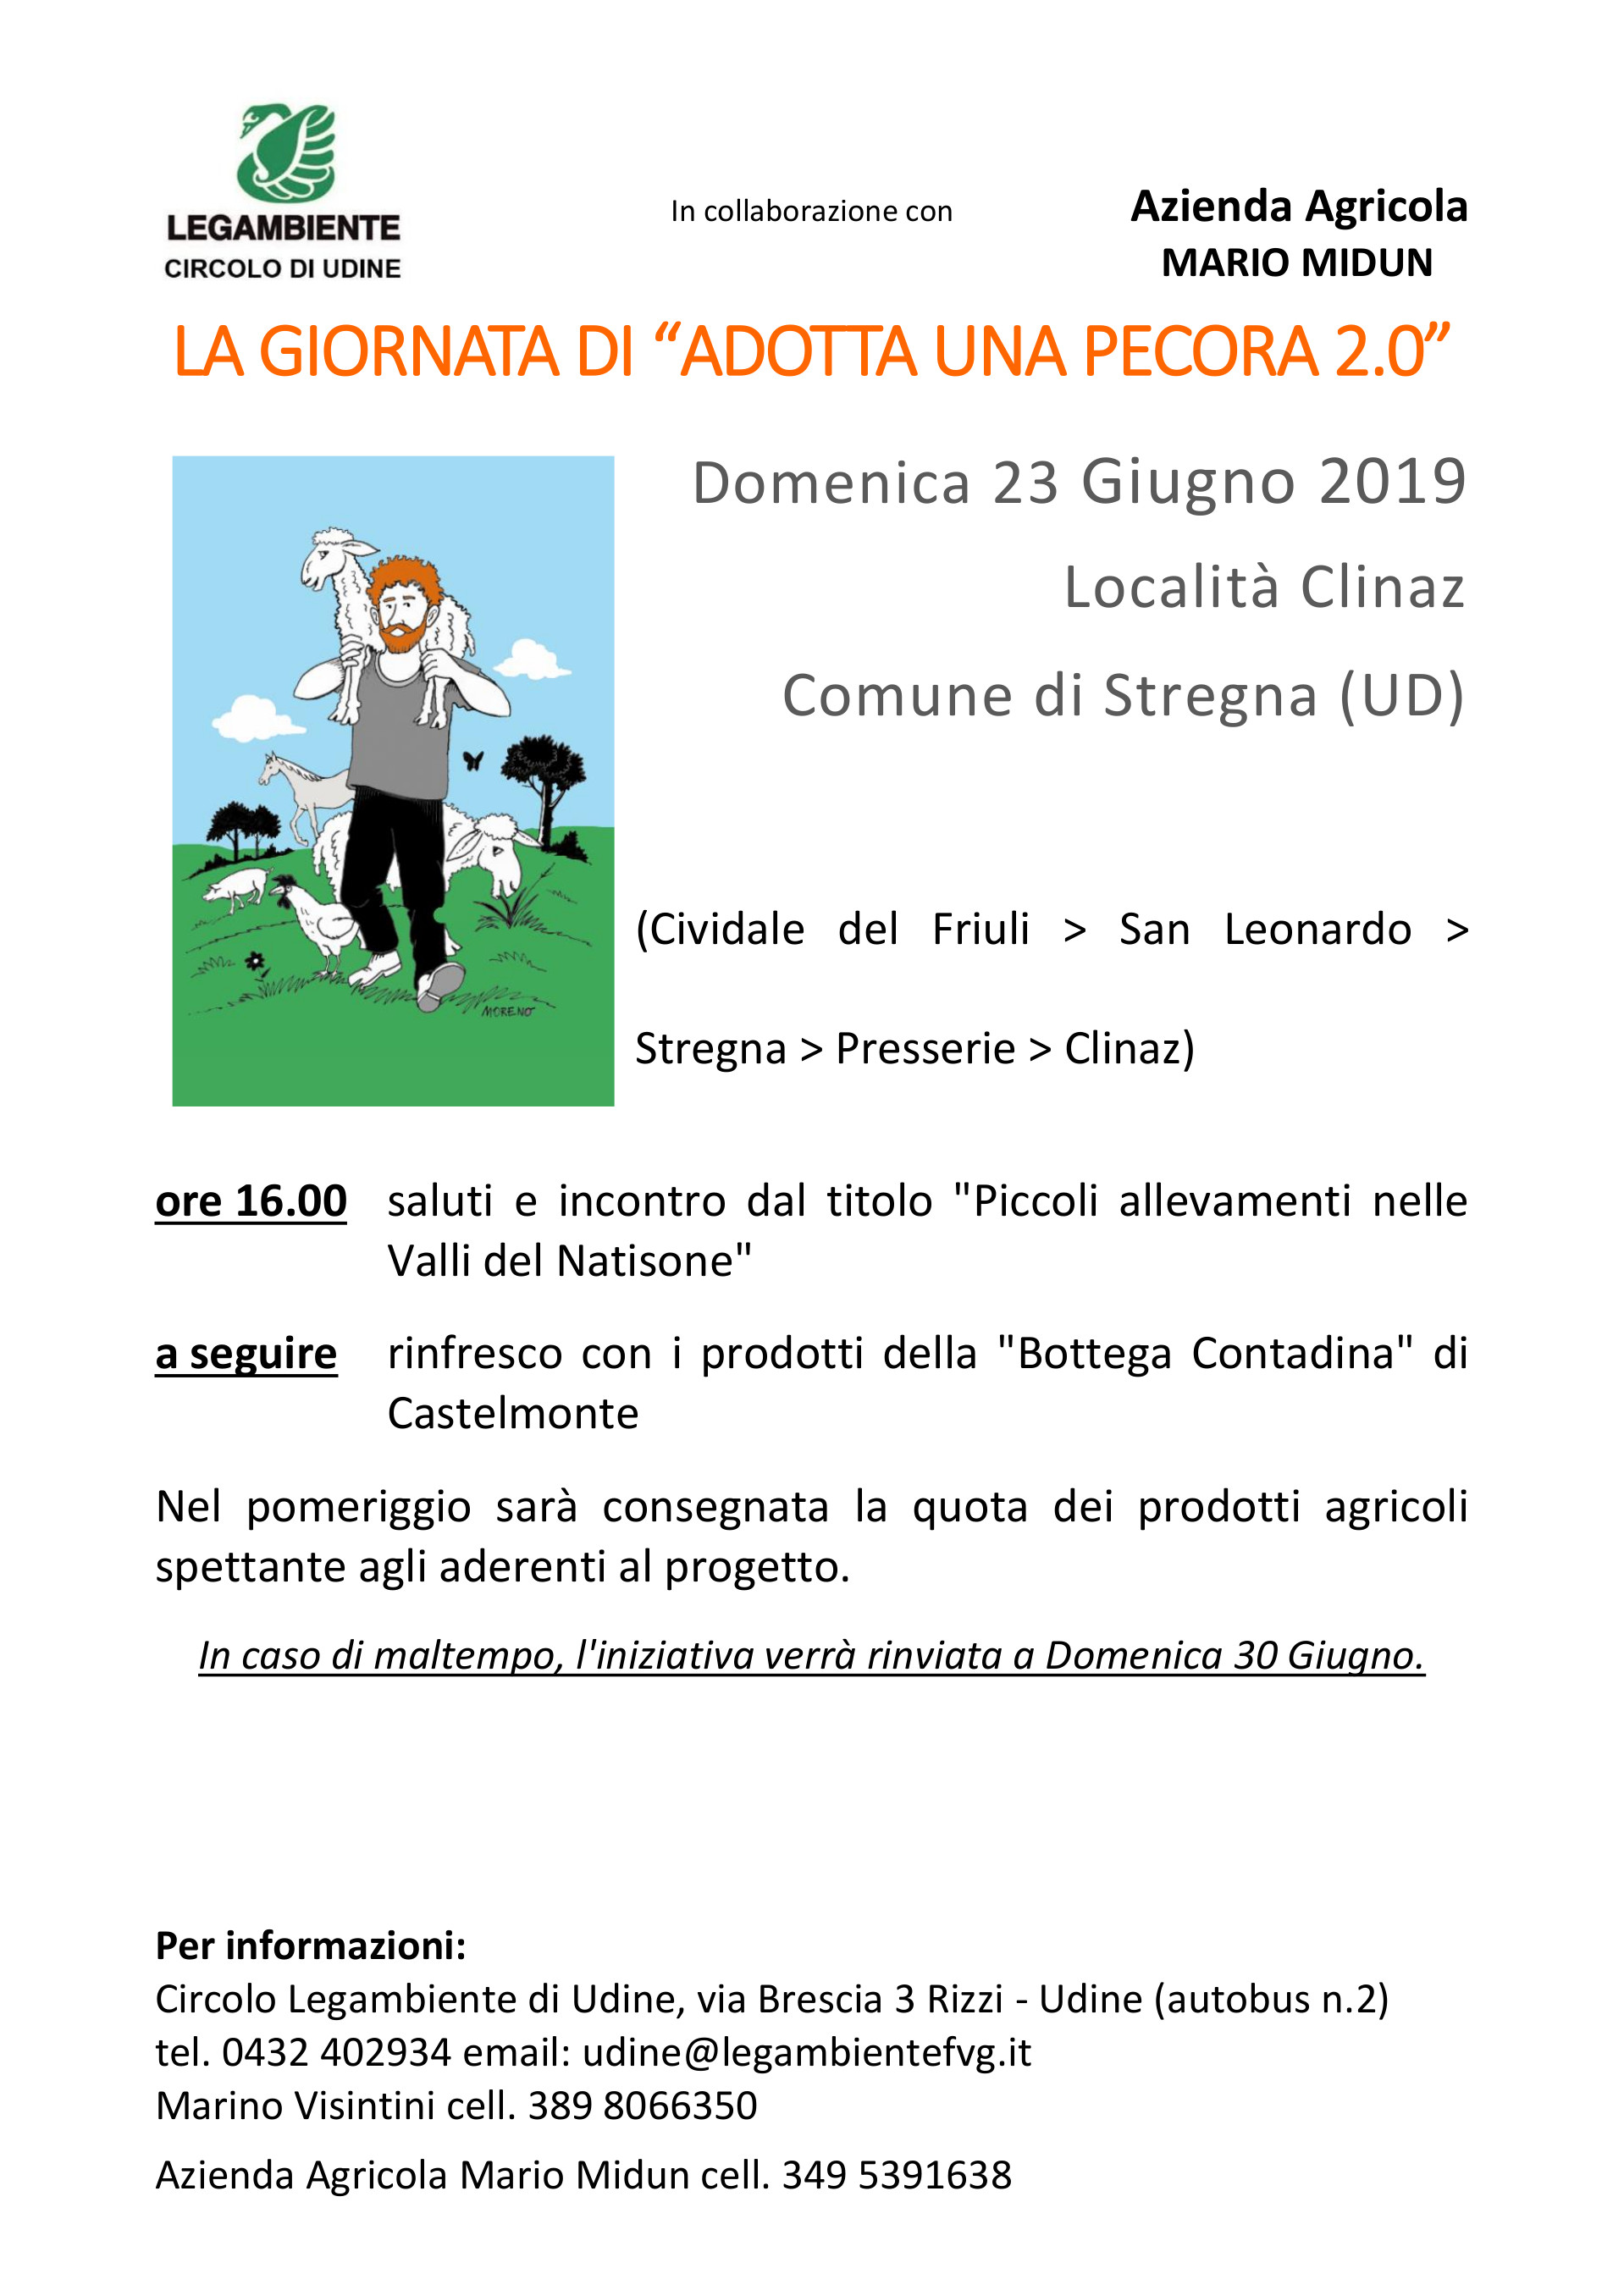 LEGAMBIENTE
CIRCOLO DI UDINE
In collaborazione con
Azienda Agricola
MARIO MIDUN
LA GIORNATA DI “ADOTTA UNA PECORA 2.0”
Domenica 23 Giugno 2019
Località Clinaz
Comune di Stregna (UD)
MORENO
(Cividale del Friuli > San Leonardo >
Stregna > Presserie > Clinaz)
ore 16.00 saluti e incontro dal titolo "Piccoli allevamenti nelle
Valli del Natisone"
a seguire rinfresco con i prodotti della "Bottega Contadina" di
Castelmonte
Nel pomeriggio sarà consegnata la quota dei prodotti agricoli
spettante agli aderenti al progetto.
In caso di maltempo, l'iniziativa verrà rinviata a Domenica 30 Giugno.
Per informazioni:
Circolo Legambiente di Udine, via Brescia 3 Rizzi - Udine (autobus n.2)
tel. 0432 402934 email: udine@legambientefvg.it
Marino Visintini cell. 389 8066350
Azienda Agricola Mario Midun cell. 349 5391638